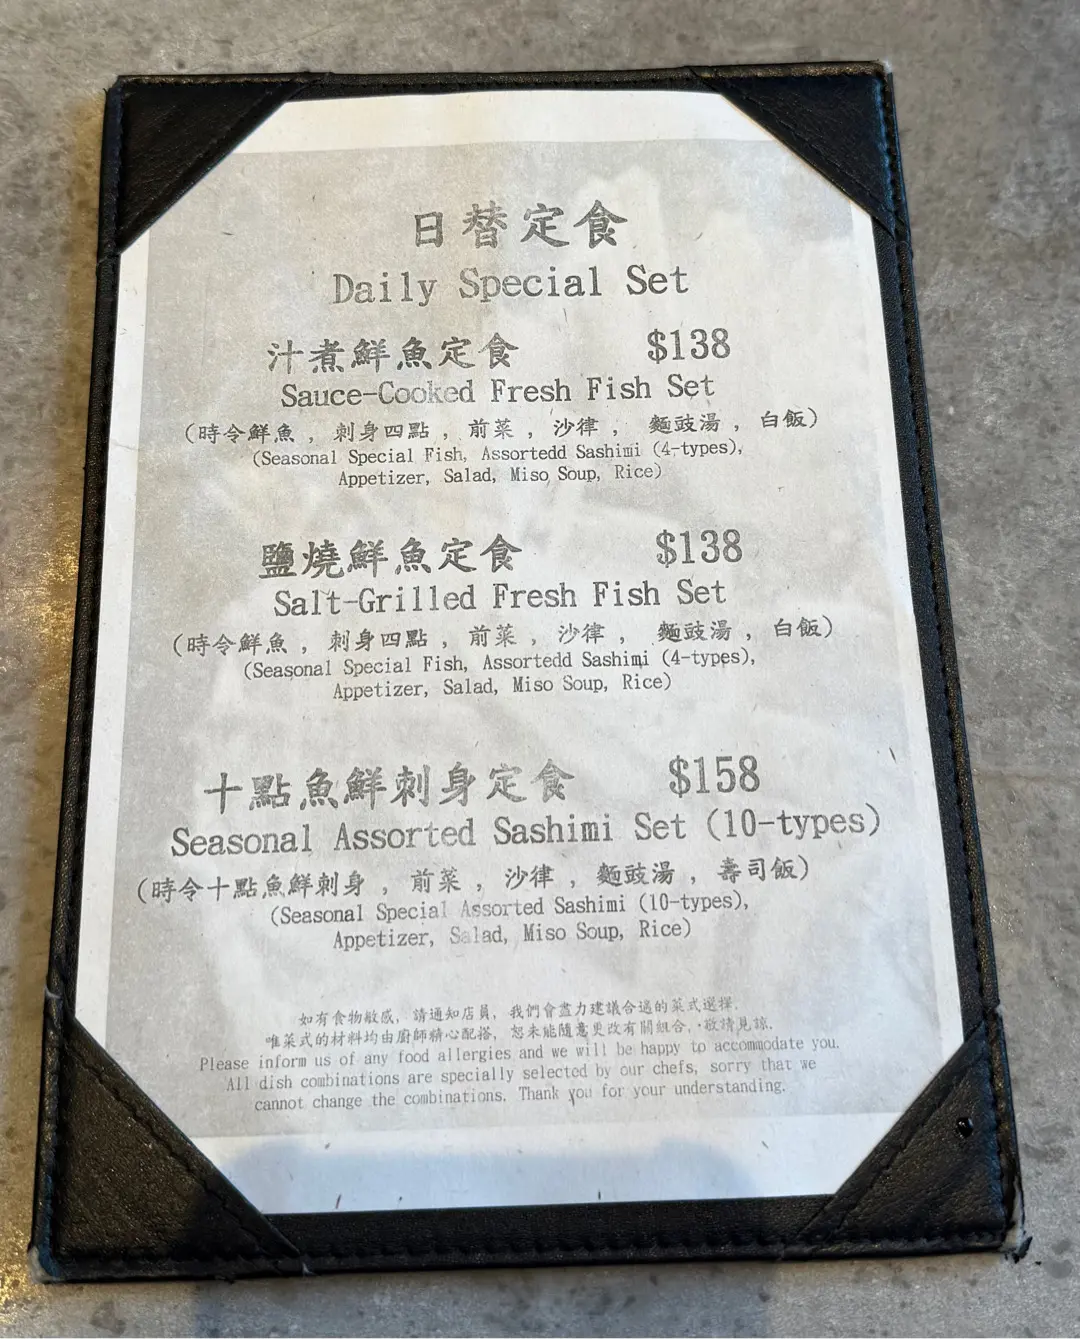 日替定食
Daily Special Set
汁煮鮮魚定食 $138
Sauce-Cooked Fresh Fish Set
(時令鮮魚, 刺身四點, 前菜, 沙律, 麵豉湯, 白飯)
(Seasonal Special Fish, Assortedd Sashimi (4-types),
Appetizer, Salad, Miso Soup, Rice)
鹽燒鮮魚定食 $138
Salt-Grilled Fresh Fish Set
(時令鮮魚, 刺身四點, 前菜, 沙律, 麵豉湯, 白飯)
(Seasonal Special Fish, Assortedd Sashimi (4-types),
Appetizer, Salad, Miso Soup, Rice)
十點魚鮮刺身定食 $158
Seasonal Assorted Sashimi Set (10-types)
(時令十點魚鮮刺身, 前菜, 沙律, 麵豉湯, 壽司飯)
(Seasonal Special Assorted Sashimi (10-types),
Appetizer, Salad, Miso Soup, Rice)
如有食物敏感, 請通知店員, 我們會盡力建議合適的菜式選擇.
唯菜式的材料均由廚師精心配搭, 恕未能隨意更改有關組合, 敬請見諒.
Please inform us of any food allergies and we will be happy to accommodate you.
All dish combinations are specially selected by our chefs, sorry that we
cannot change the combinations. Thank you for your understanding.